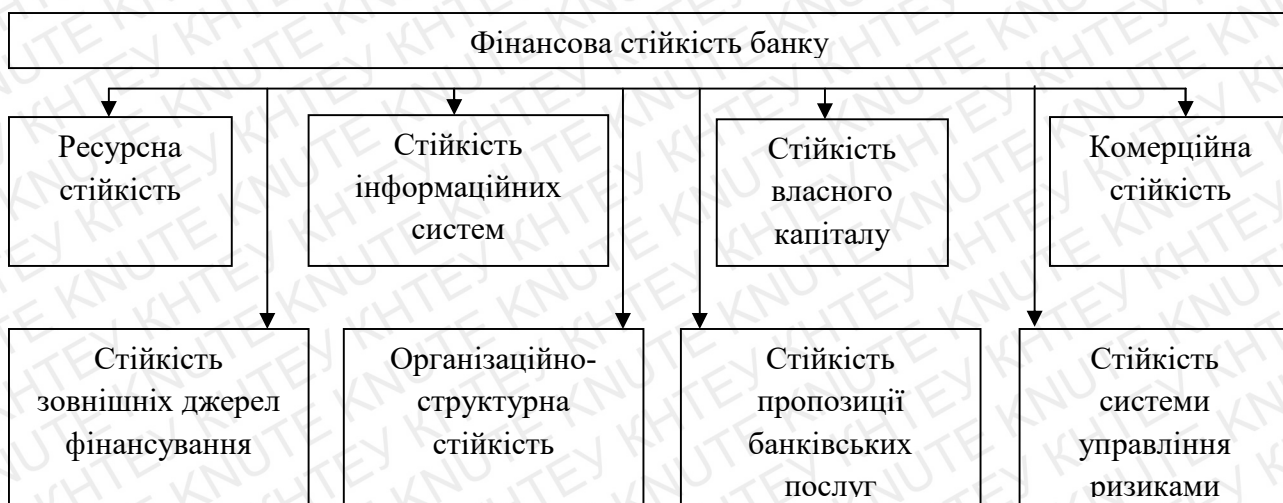 Фінансова стійкість банку
Ресурсна
стійкість
Стійкість
інформаційних
систем
Стійкість
власного
капіталу
Комерційна
стійкість
Стійкість
зовнішніх джерел
фінансування
Організаційно-
структурна
стійкість
Стійкість
пропозиції
банківських
послуг
Стійкість
системи
управління
ризиками